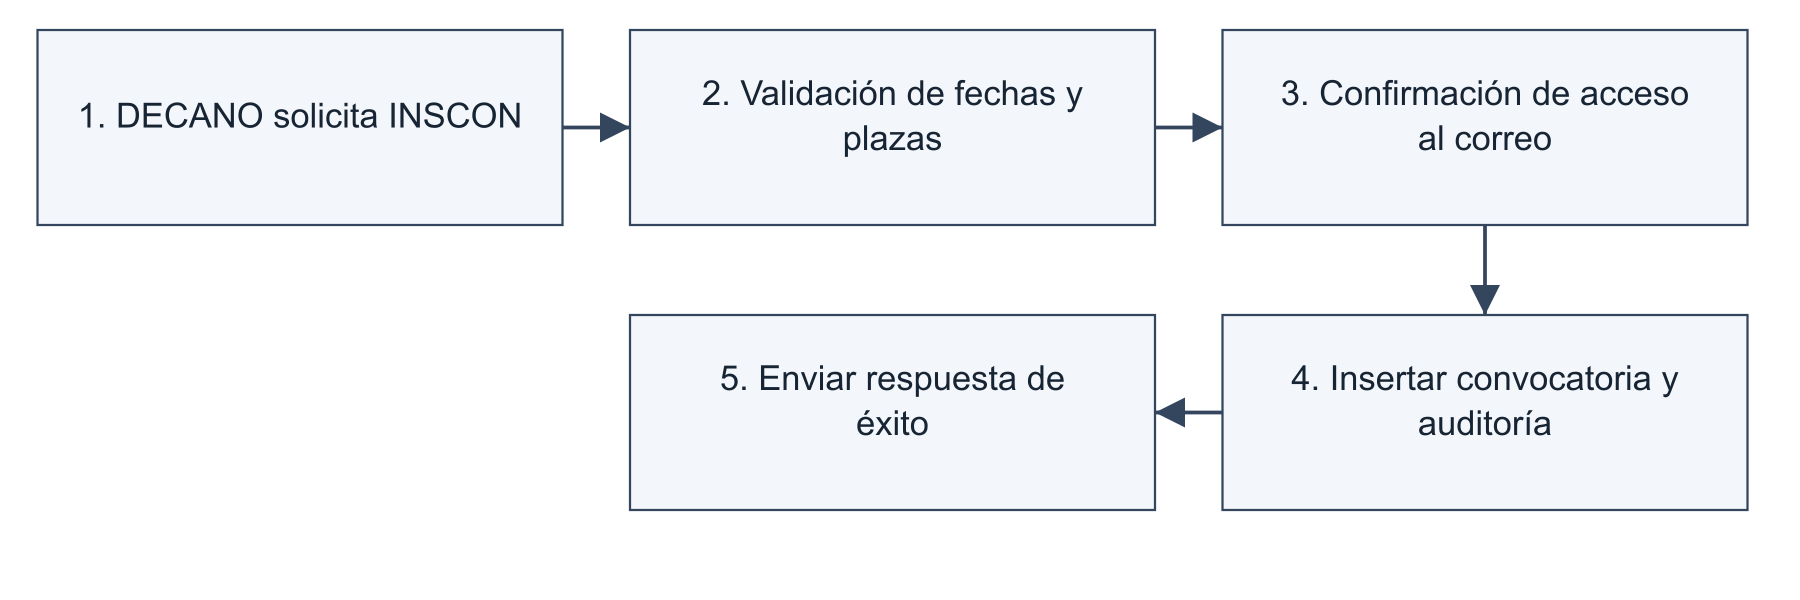 1. DECANO solicita INSCON
2. Validación de fechas y
plazas
3. Confirmación de acceso
al correo
4. Insertar convocatoria y
auditoría
5. Enviar respuesta de
éxito